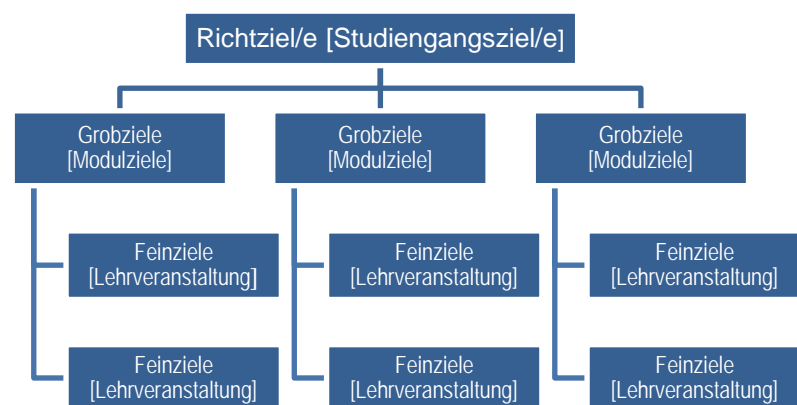 Richtziel/e [Studiengangsziel/e]
Grobziele
[Modulziele]
Grobziele
[Modulziele]
Grobziele
[Modulziele]
Feinziele
[Lehrveranstaltung]
Feinziele
[Lehrveranstaltung]
Feinziele
[Lehrveranstaltung]
Feinziele
[Lehrveranstaltung]
Feinziele
[Lehrveranstaltung]
Feinziele
[Lehrveranstaltung]